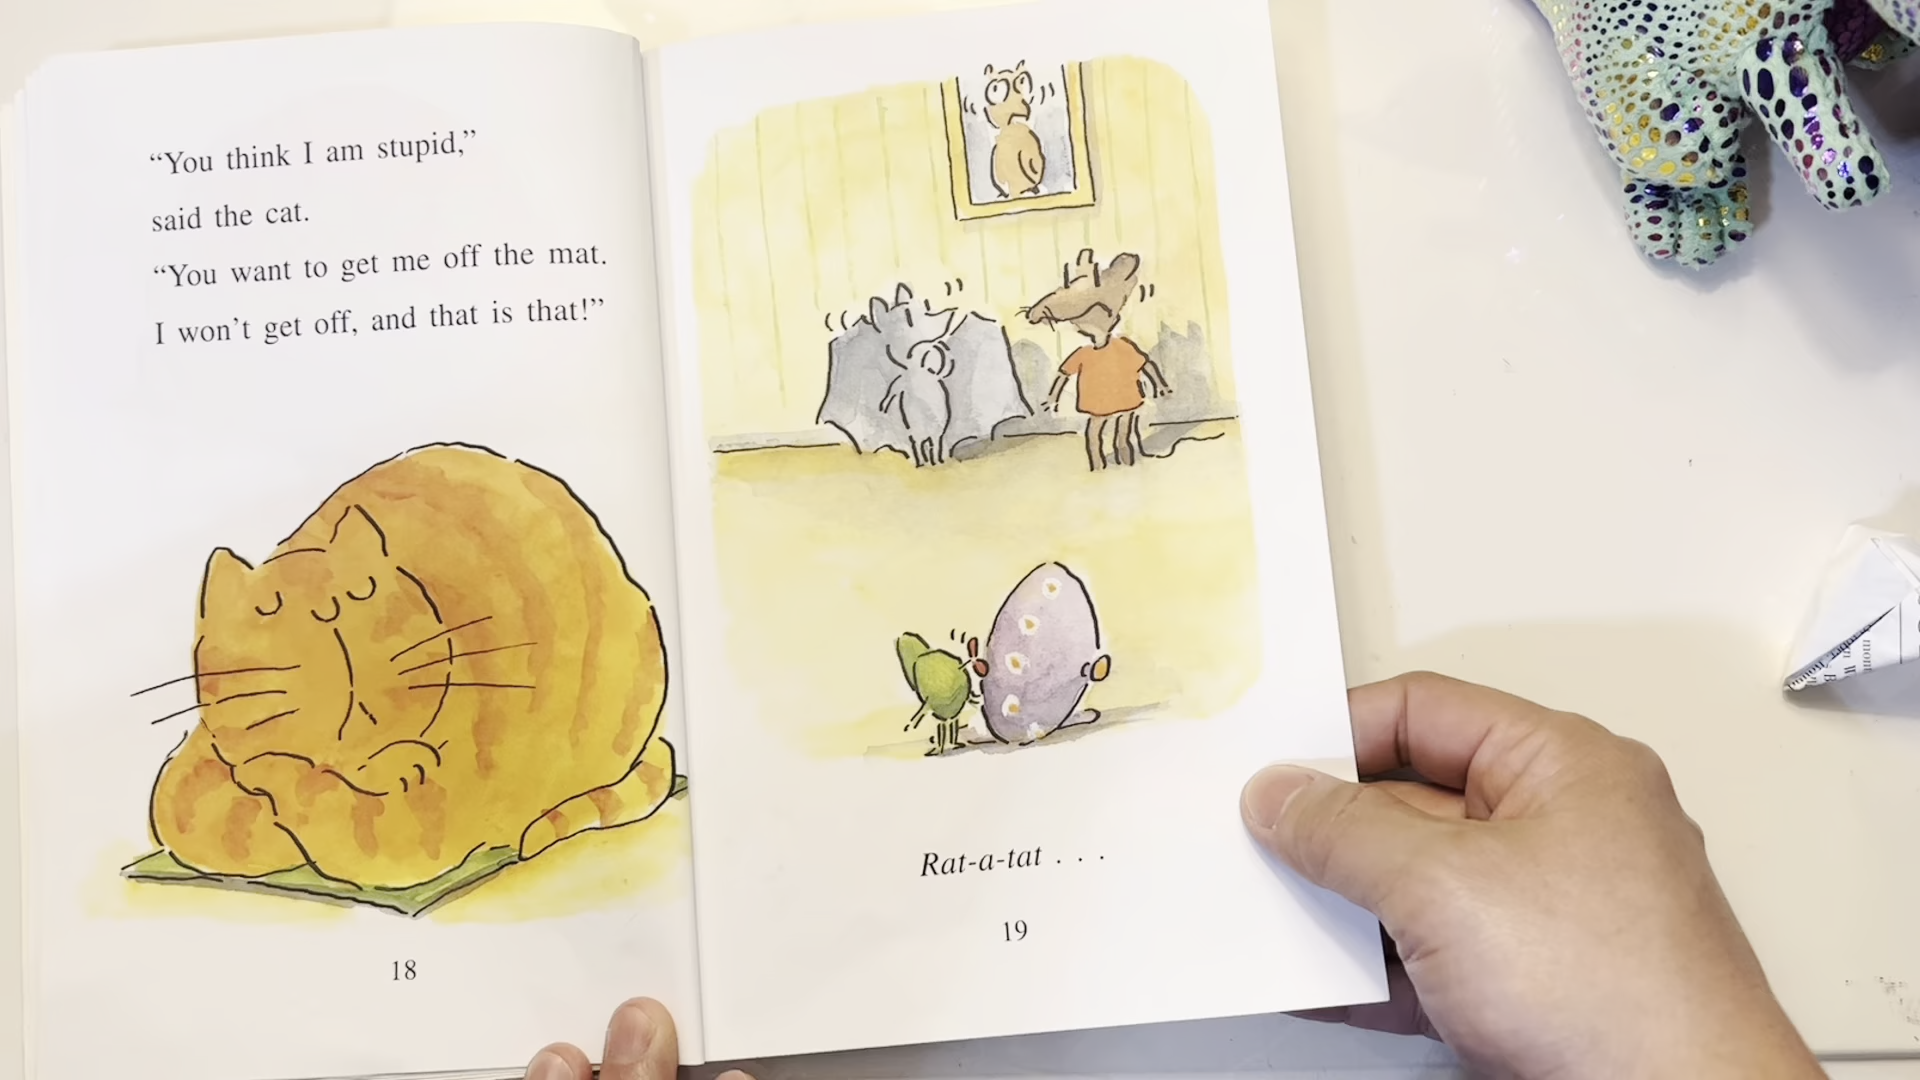 “You think I am stupid,”
said the cat.
“You want to get me off the mat.
I won’t get off, and that is that!”
18
Rat-a-tat . . .
19